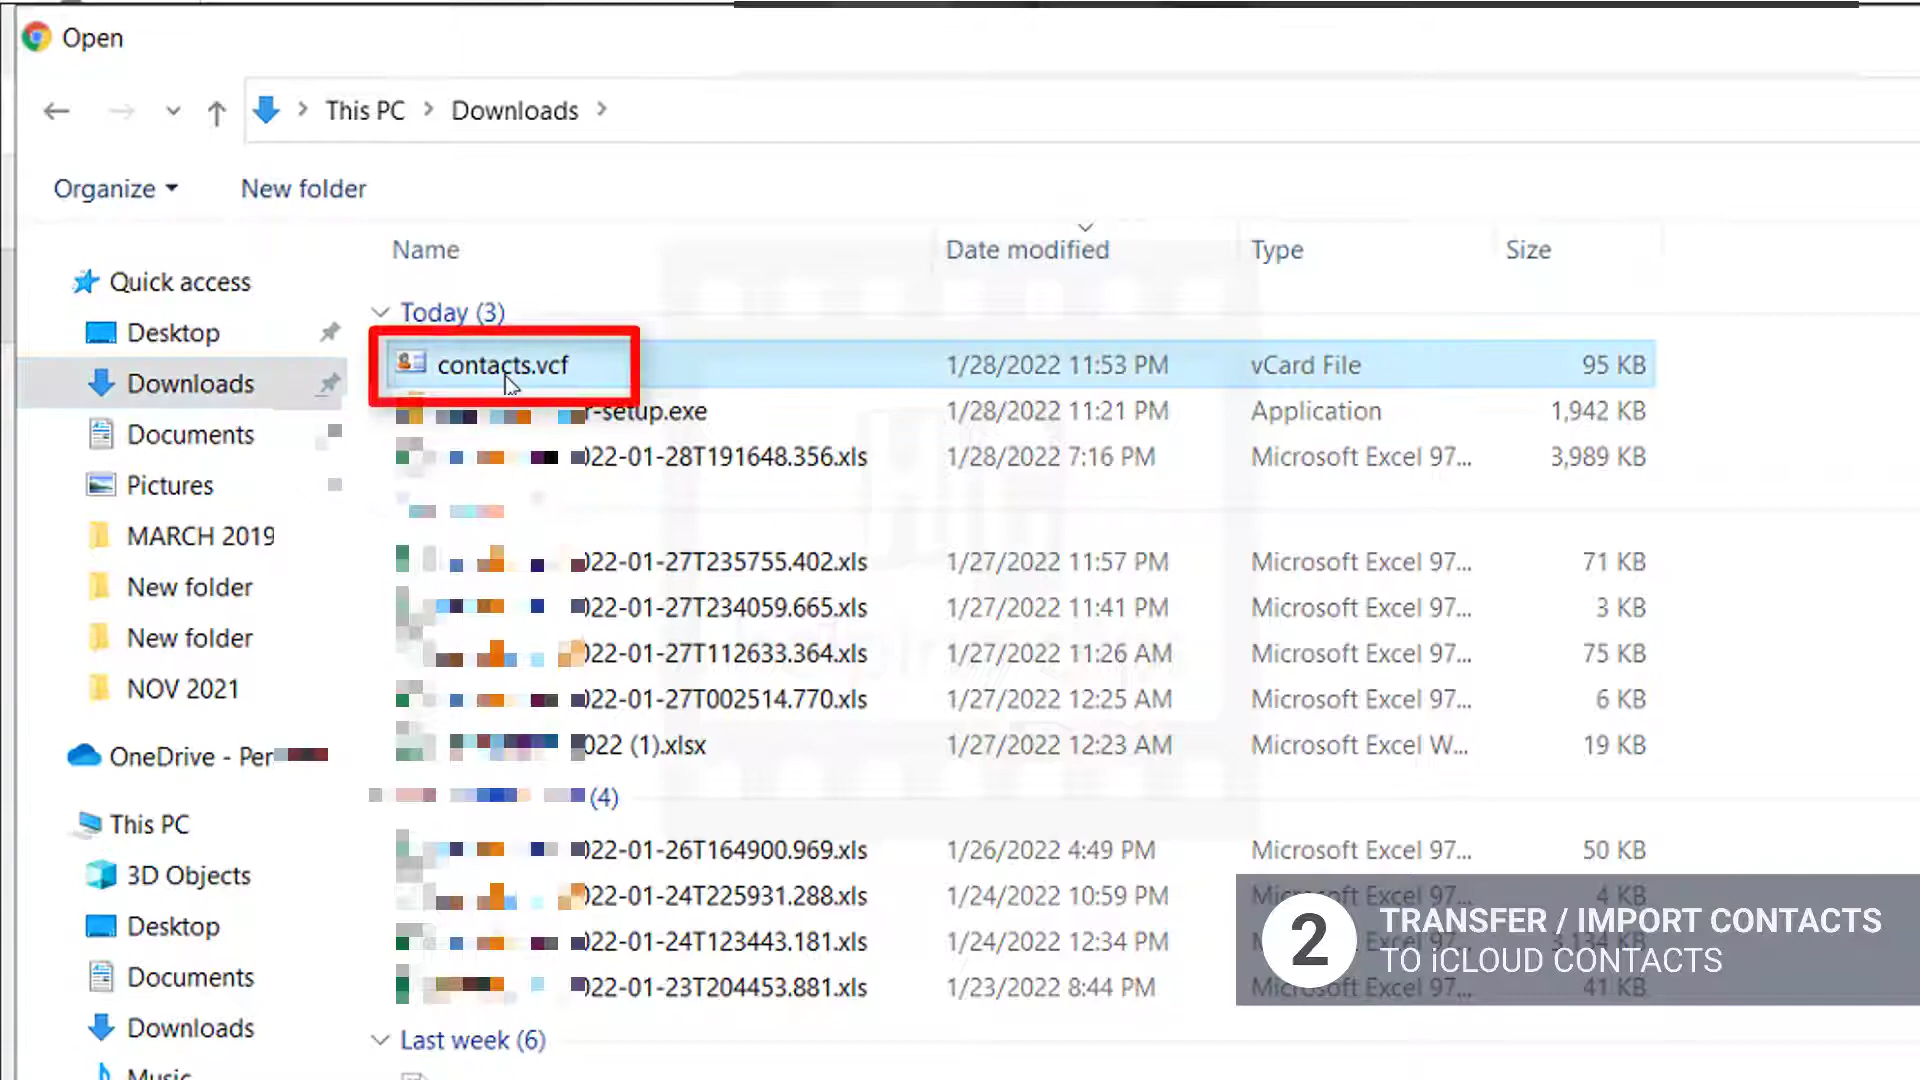 Open
This PC > Downloads >
Organize New folder
Name Date modified Type Size
Quick access
Desktop
Downloads
Documents
Pictures
MARCH 2019
New folder
New folder
NOV 2021
OneDrive - Per
This PC
3D Objects
Desktop
Documents
Downloads
Music
Today (3)
contacts.vcf 1/28/2022 11:53 PM vCard File 95 KB
r-setup.exe 1/28/2022 11:21 PM Application 1,942 KB
022-01-28T191648.356.xls 1/28/2022 7:16 PM Microsoft Excel 97... 3,989 KB
022-01-27T235755.402.xls 1/27/2022 11:57 PM Microsoft Excel 97... 71 KB
022-01-27T234059.665.xls 1/27/2022 11:41 PM Microsoft Excel 97... 3 KB
022-01-27T112633.364.xls 1/27/2022 11:26 AM Microsoft Excel 97... 75 KB
022-01-27T002514.770.xls 1/27/2022 12:25 AM Microsoft Excel 97... 6 KB
022 (1).xlsx 1/27/2022 12:23 AM Microsoft Excel W... 19 KB
(4)
022-01-26T164900.969.xls 1/26/2022 4:49 PM Microsoft Excel 97... 50 KB
022-01-24T225931.288.xls 1/24/2022 10:59 PM Microsoft Excel 97... 4 KB
022-01-24T123443.181.xls 1/24/2022 12:34 PM 3,134 KB
022-01-23T204453.881.xls 1/23/2022 8:44 PM Microsoft Excel 97... 41 KB
Last week (6)
2 TRANSFER / IMPORT CONTACTS
TO iCLOUD CONTACTS